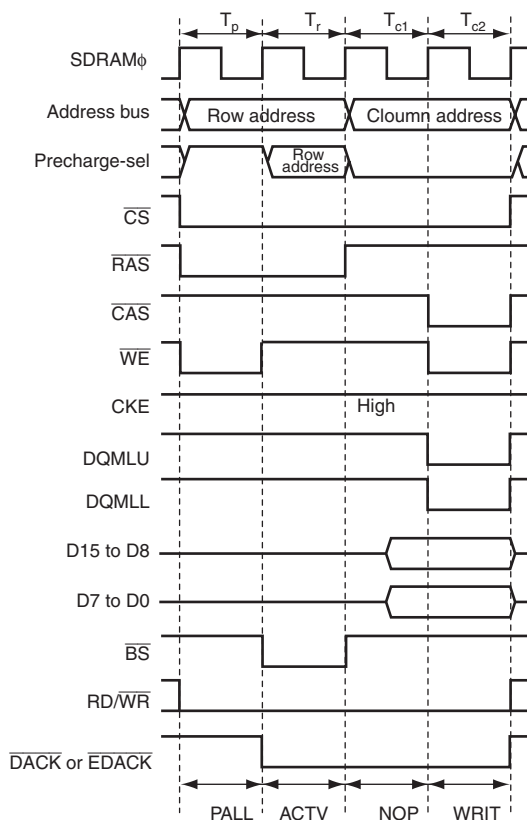 Tp Tr Tc1 Tc2
SDRAMϕ
Address bus Row address Cloumn address
Precharge-sel Row address
CS
RAS
CAS
WE
CKE High
DQMLU
DQMLL
D15 to D8
D7 to D0
BS
RD/WR
DACK or EDACK
PALL ACTV NOP WRIT